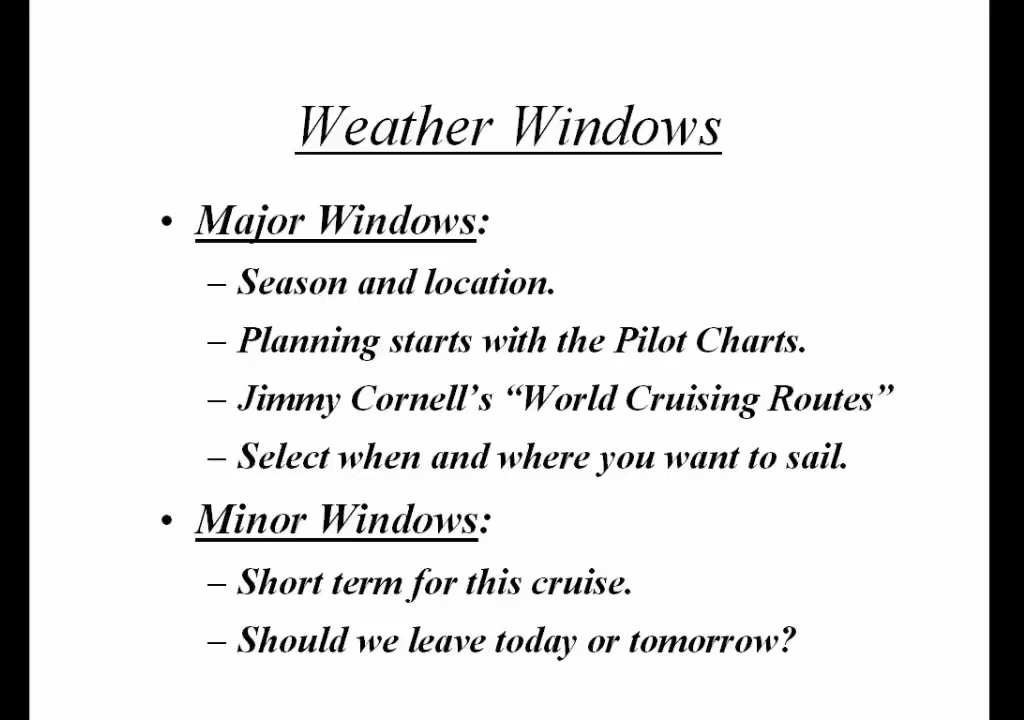 Weather Windows
• Major Windows:
– Season and location.
– Planning starts with the Pilot Charts.
– Jimmy Cornell’s “World Cruising Routes”
– Select when and where you want to sail.
• Minor Windows:
– Short term for this cruise.
– Should we leave today or tomorrow?